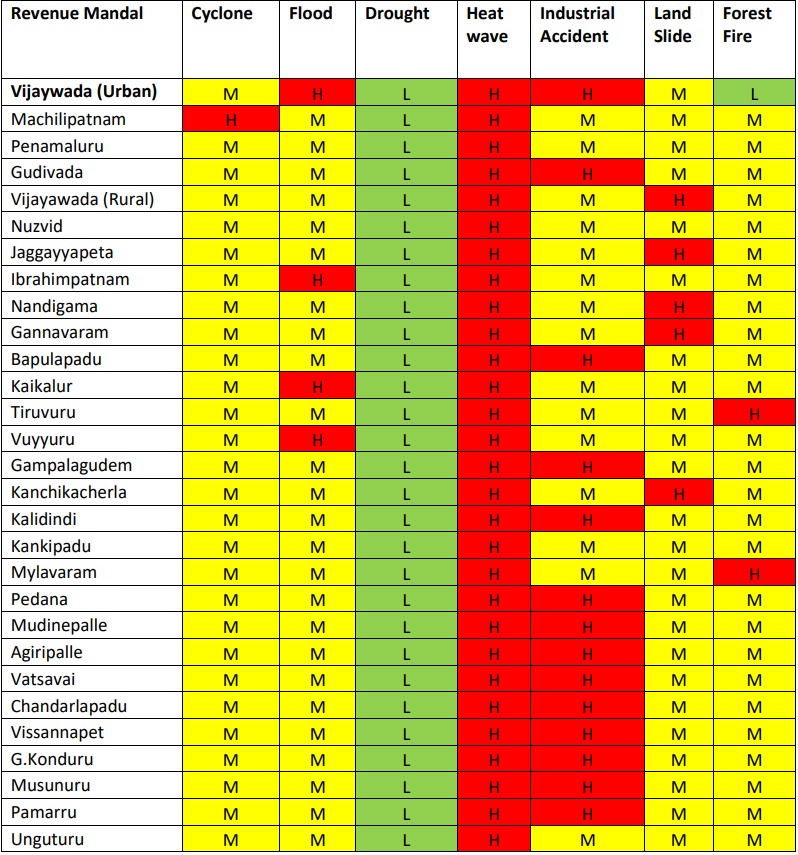 Revenue Mandal Cyclone Flood Drought Heat wave Industrial Accident Land Slide Forest Fire
Vijaywada (Urban) M H L H H M L
Machilipatnam H M L H M M M
Penamaluru M M L H M M M
Gudivada M M L H H M M
Vijayawada (Rural) M M L H M H M
Nuzvid M M L H M M M
Jaggayyapeta M M L H M H M
Ibrahimpatnam M H L H M M M
Nandigama M M L H M H M
Gannavaram M M L H M H M
Bapulapadu M M L H H M M
Kaikalur M H L H M M M
Tiruvuru M M L H M M H
Vuyyuru M H L H M M M
Gampalagudem M M L H H M M
Kanchikacherla M M L H M H M
Kalidindi M M L H H M M
Kankipadu M M L H M M M
Mylavaram M M L H M M H
Pedana M M L H H M M
Mudinepalle M M L H H M M
Agiripalle M M L H H M M
Vatsavai M M L H H M M
Chandarlapadu M M L H H M M
Vissannapet M M L H H M M
G.Konduru M M L H H M M
Musunuru M M L H H M M
Pamarru M M L H H M M
Unguturu M M L H M M M